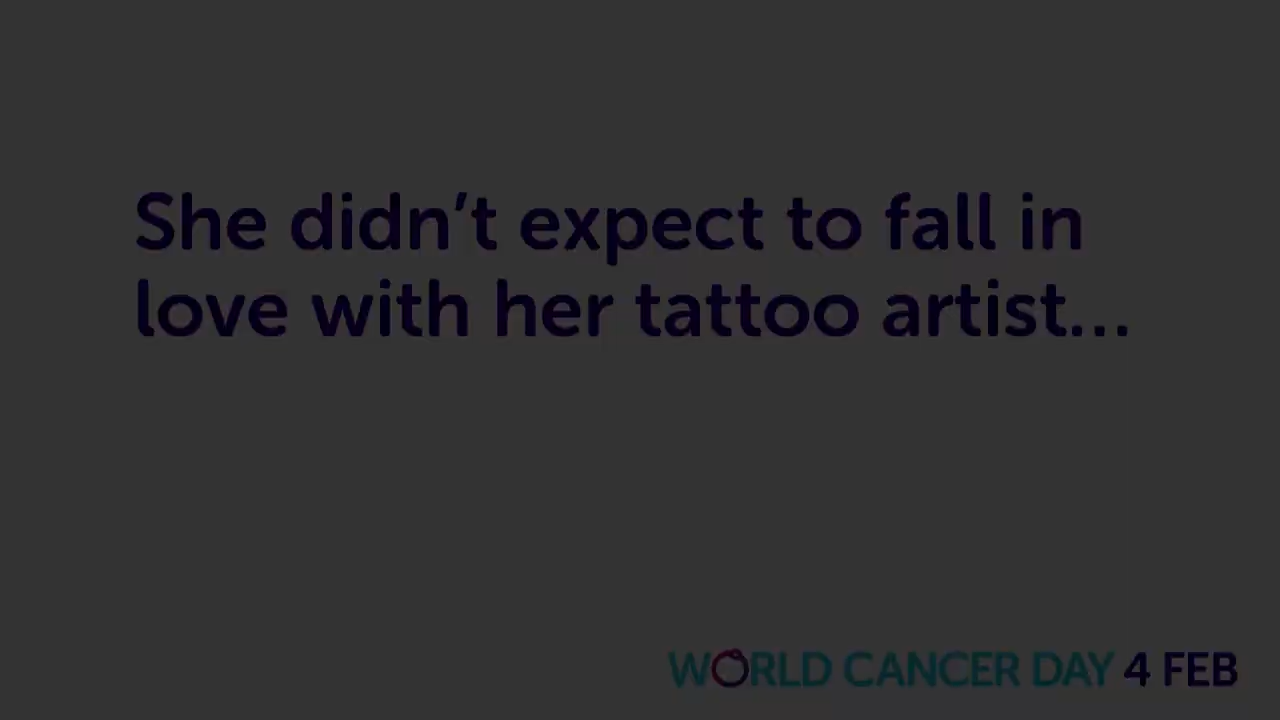 She didn’t expect to fall in
love with her tattoo artist...
WORLD CANCER DAY 4 FEB